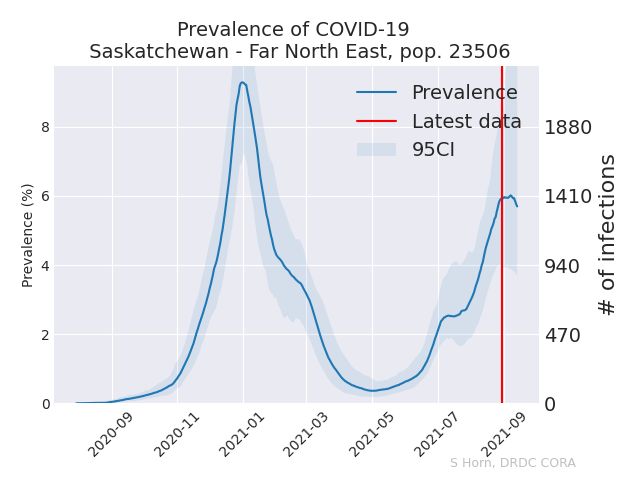 Prevalence of COVID-19
Saskatchewan - Far North East, pop. 23506
Prevalence
Latest data
95CI
8
6
4
2
0
Prevalence (%)
1880
1410
940
470
0
# of infections
2020-09
2020-11
2021-01
2021-03
2021-05
2021-07
2021-09
S Horn, DRDC CORA